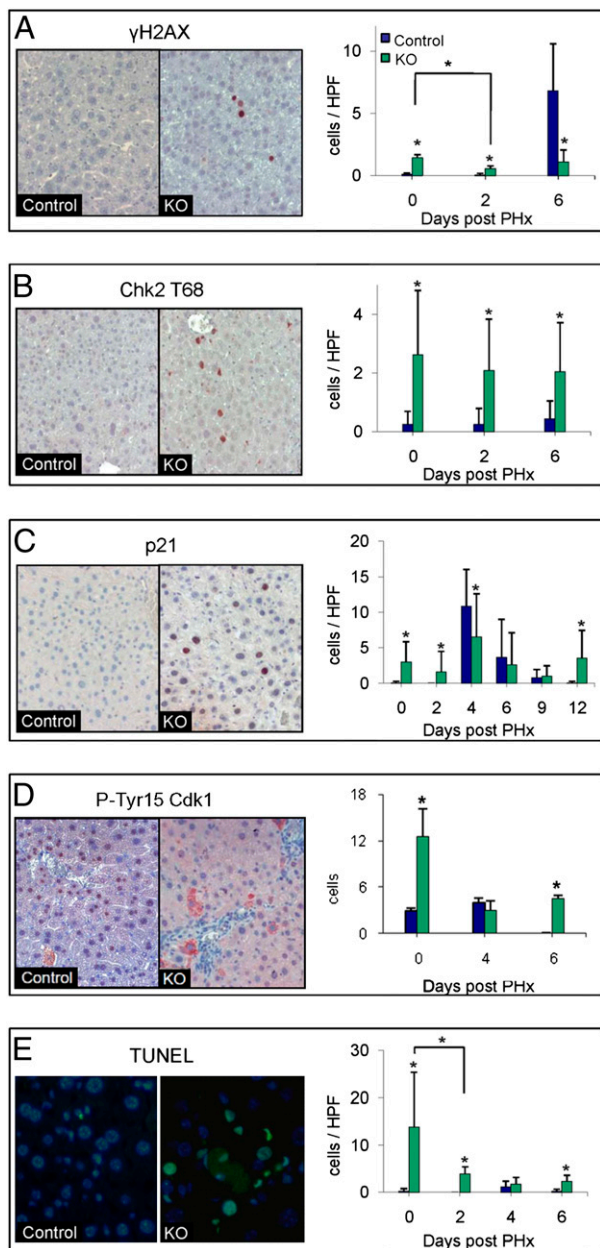 A
γH2AX
Control
KO
Control
KO
cells / HPF
10
5
0
*
*
*
*
0 2 6
Days post PHx
B
Chk2 T68
Control
KO
cells / HPF
4
2
0
*
*
*
0 2 6
Days post PHx
C
p21
Control
KO
cells / HPF
20
15
10
5
0
*
*
*
*
0 2 4 6 9 12
Days post PHx
D
P-Tyr15 Cdk1
Control
KO
cells
18
12
6
0
*
*
0 4 6
Days post PHx
E
TUNEL
Control
KO
cells / HPF
30
20
10
0
*
*
*
*
0 2 4 6
Days post PHx